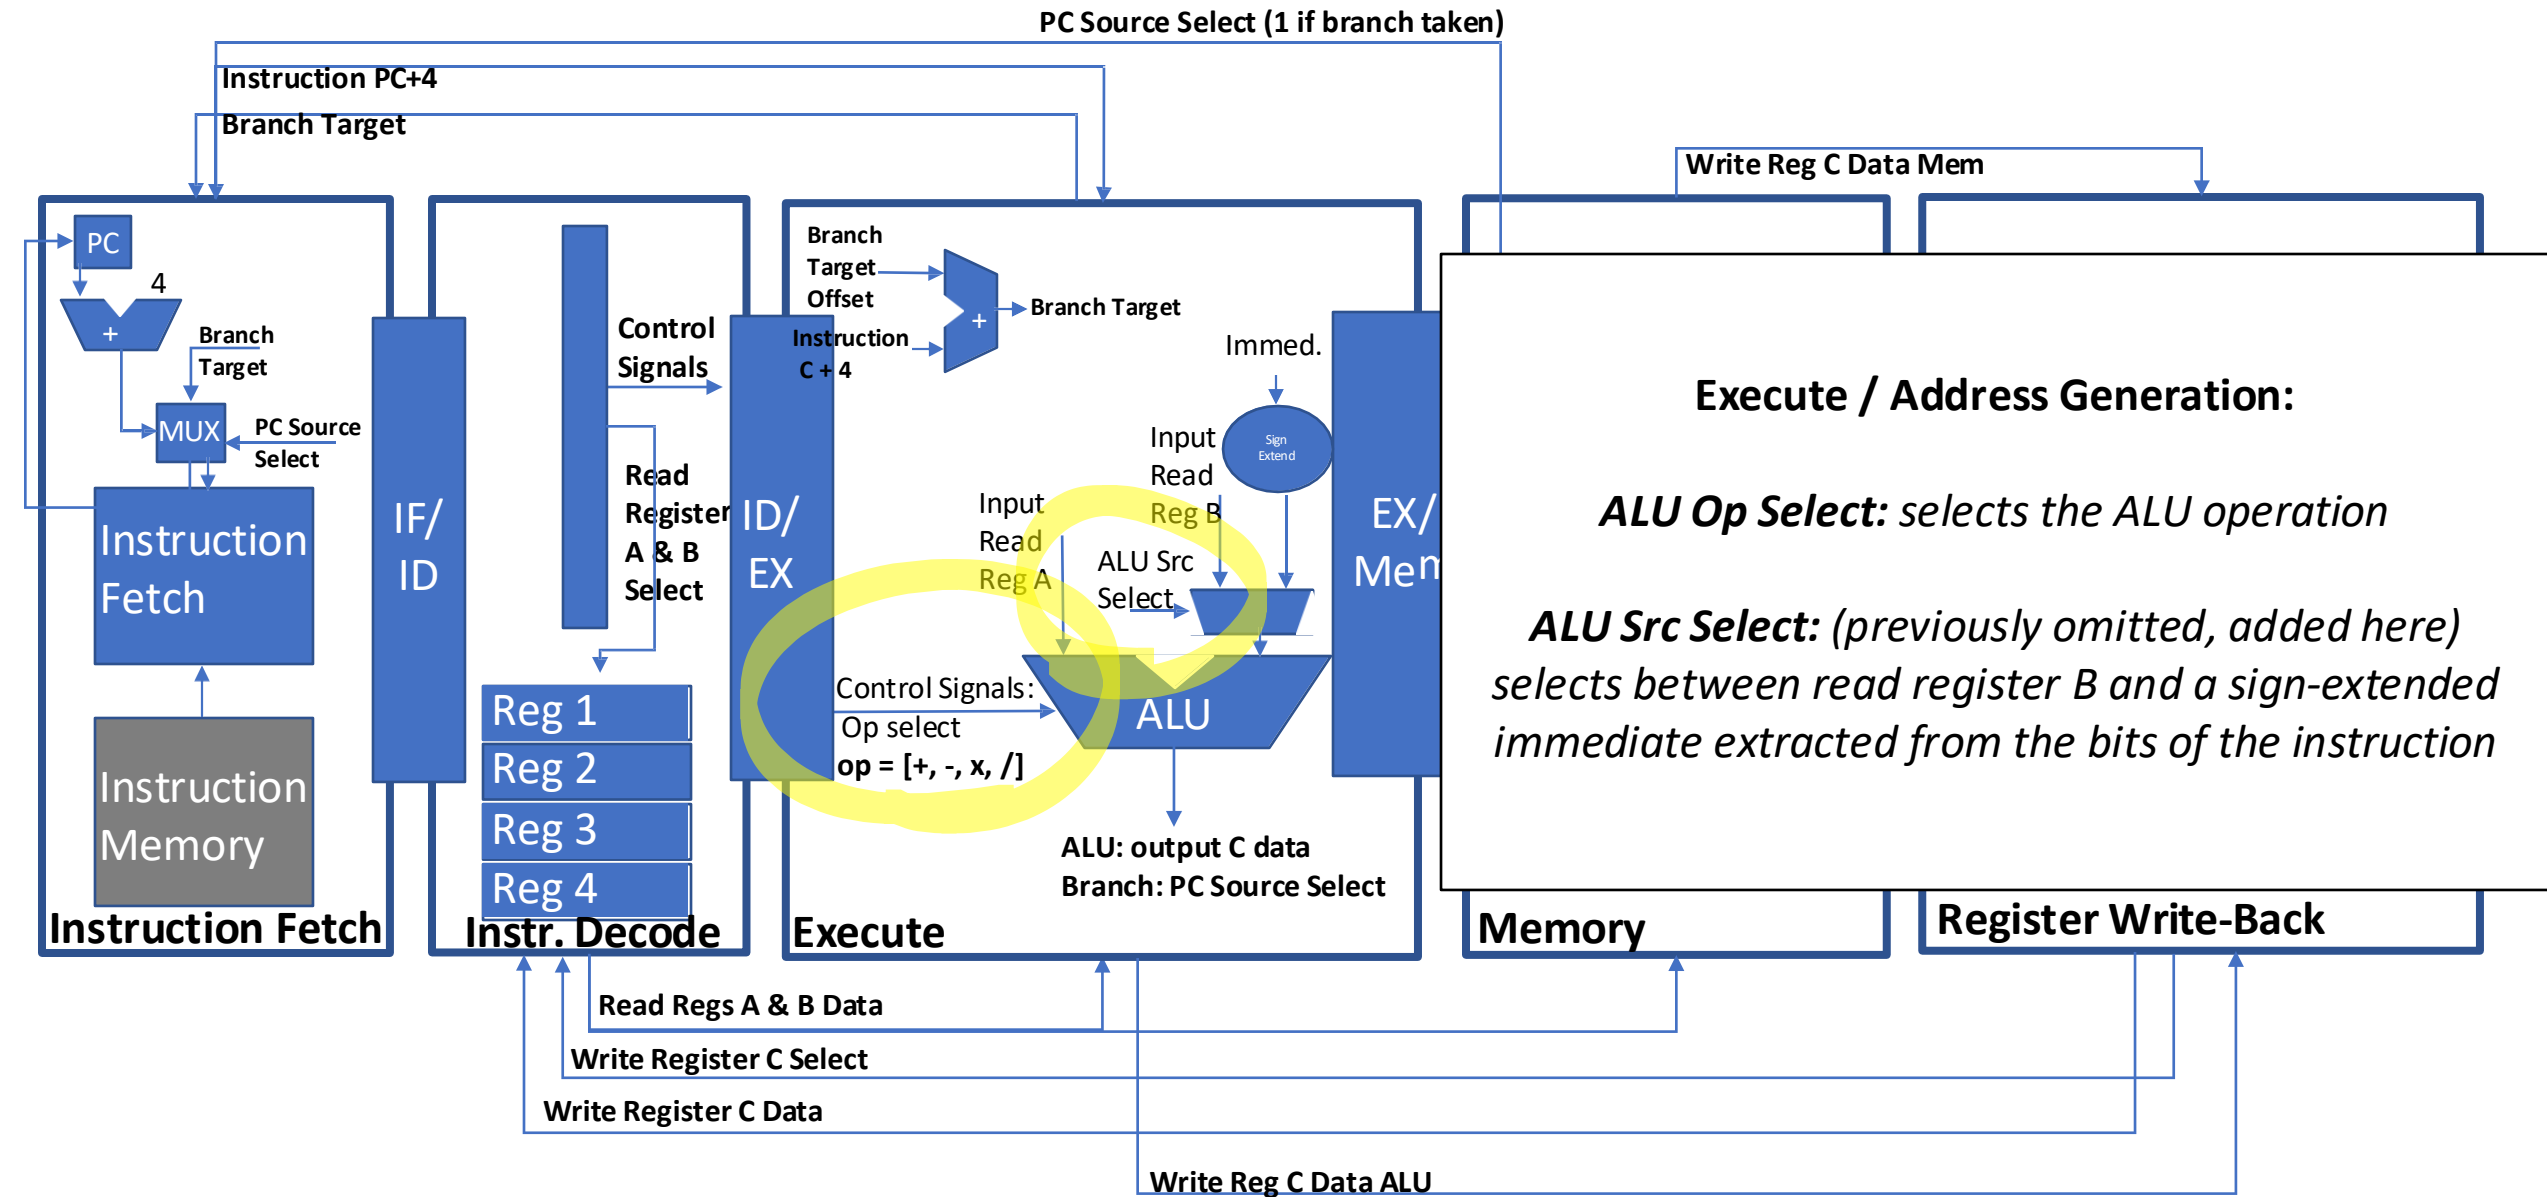 PC Source Select (1 if branch taken)
Instruction PC+4
Branch Target
Write Reg C Data Mem
PC
4
+
Branch
Target
MUX
PC Source
Select
Instruction
Fetch
Instruction
Memory
Instruction Fetch
IF/
ID
Control
Signals
Read
Register
A & B
Select
Reg 1
Reg 2
Reg 3
Reg 4
Instr. Decode
ID/
EX
Branch
Target
Offset
Instruction
C + 4
+
Branch Target
Immed.
Sign
Extend
Input
Read
Reg B
Input
Read
Reg A
ALU Src
Select
Control Signals:
Op select
op = [+, -, x, /]
ALU
ALU: output C data
Branch: PC Source Select
Execute
EX/
Mem
Execute / Address Generation:
ALU Op Select: selects the ALU operation
ALU Src Select: (previously omitted, added here)
selects between read register B and a sign-extended
immediate extracted from the bits of the instruction
Memory
Register Write-Back
Read Regs A & B Data
Write Register C Select
Write Register C Data
Write Reg C Data ALU